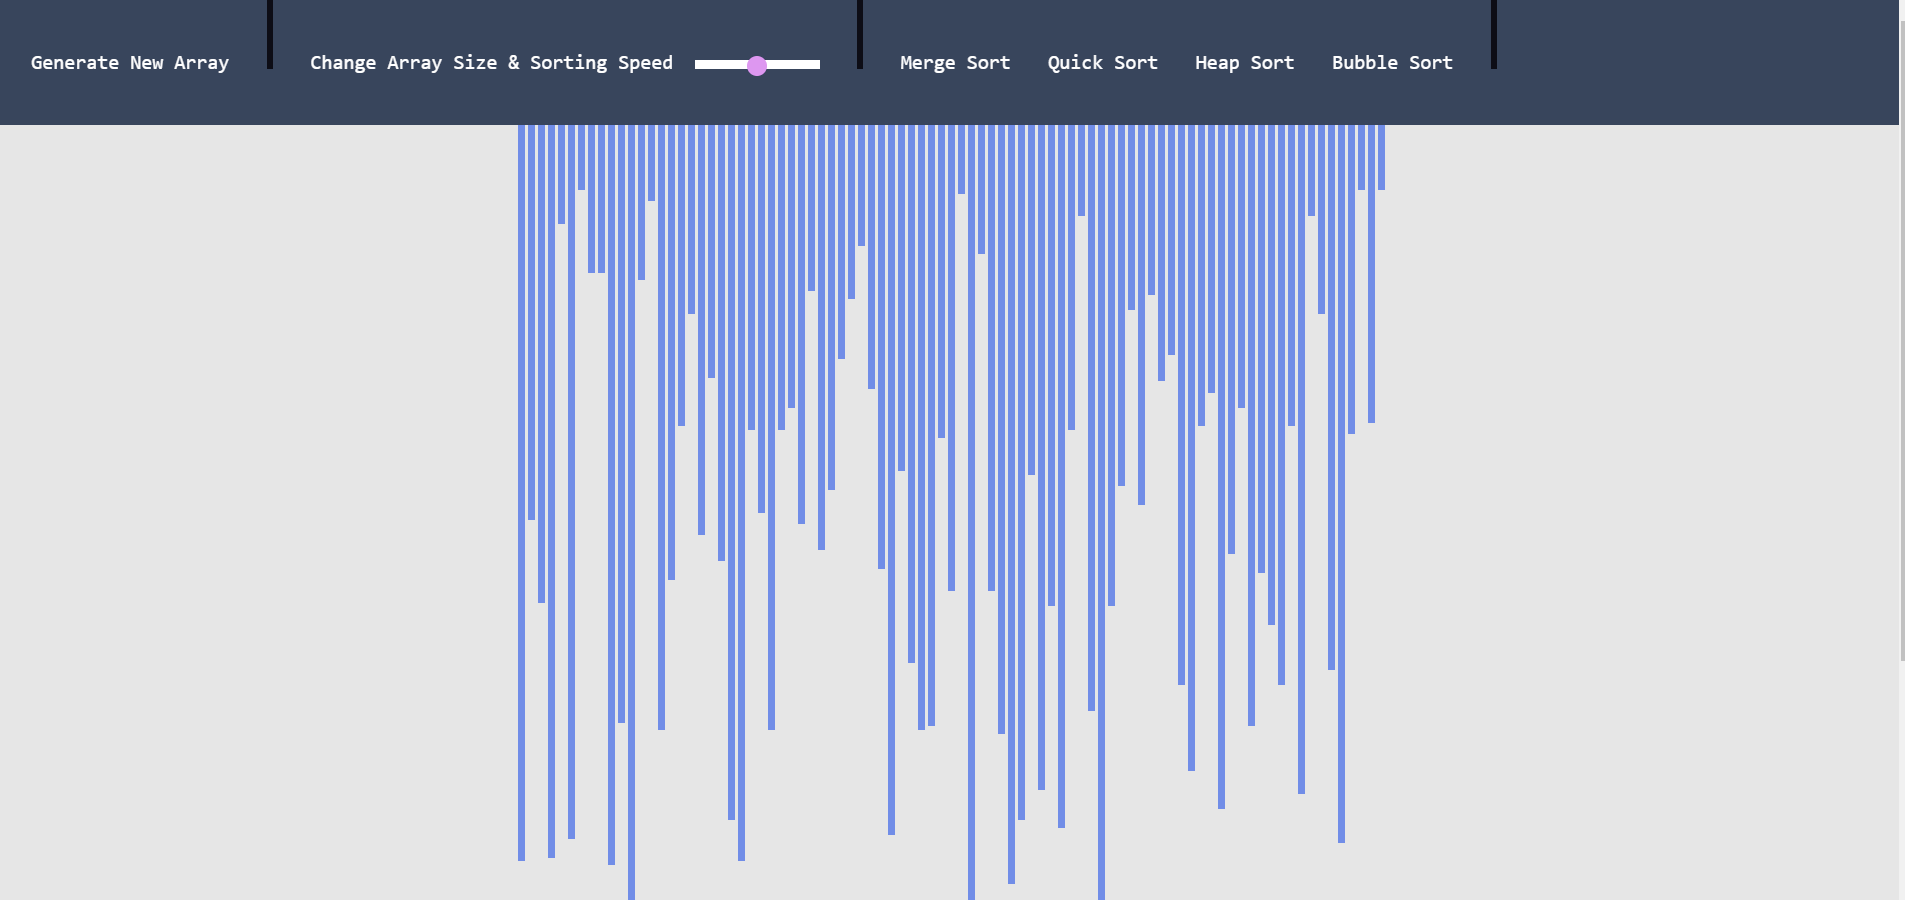 Generate New Array
Change Array Size & Sorting Speed
Merge Sort
Quick Sort
Heap Sort
Bubble Sort